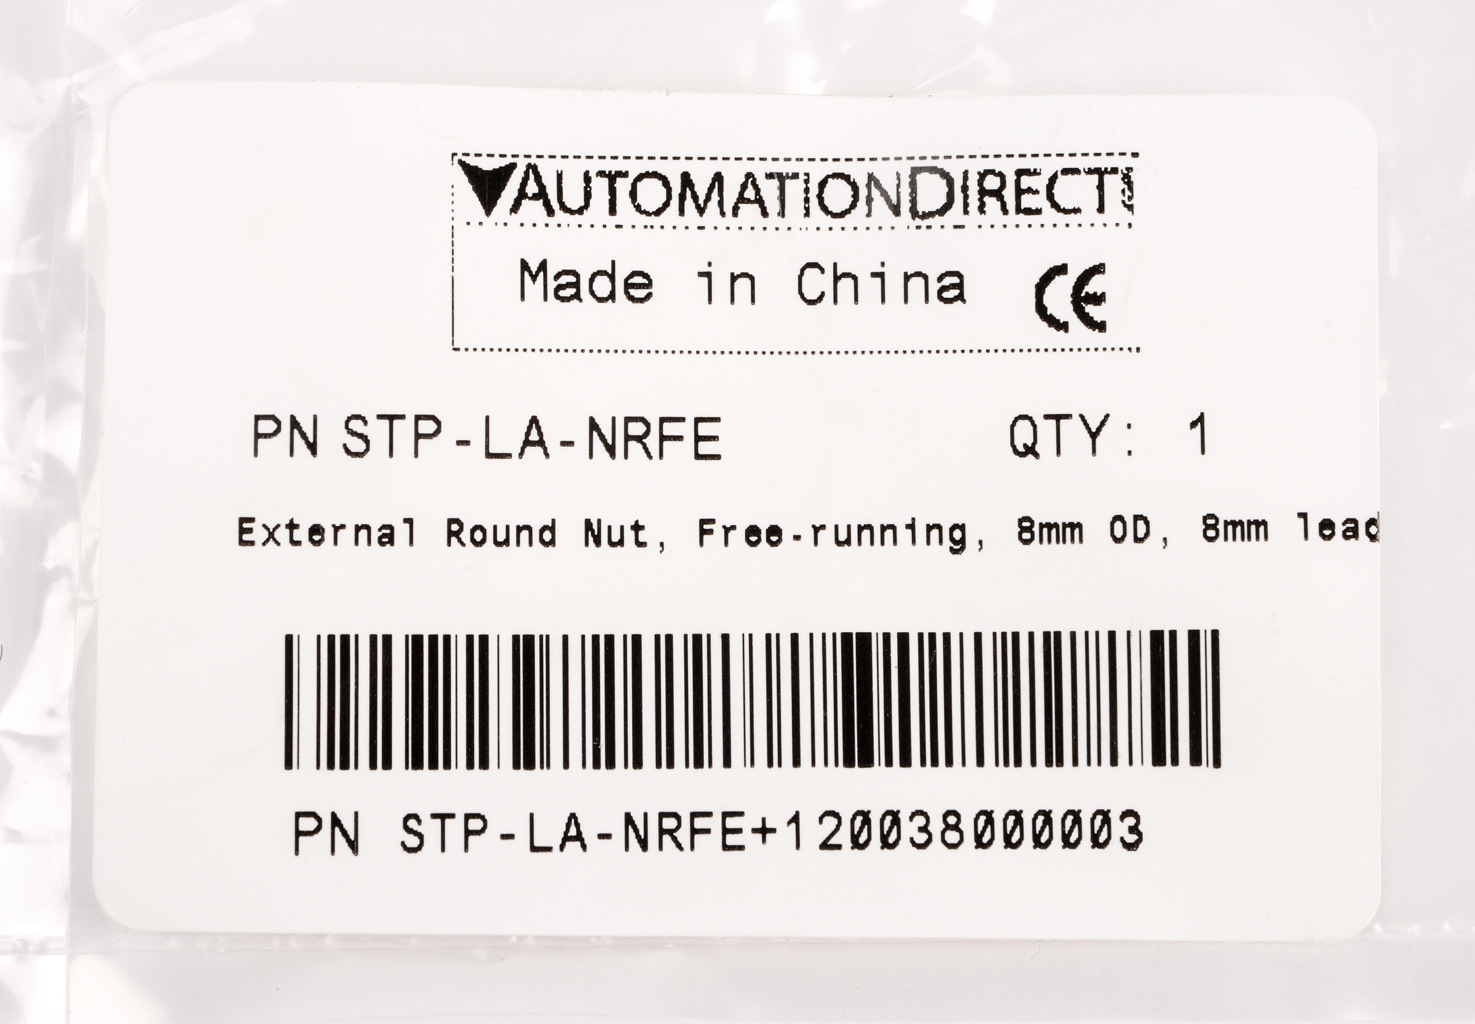 AUTOMATIONDIRECT
Made in China CE
PN STP-LA-NRFE QTY: 1
External Round Nut, Free-running, 8mm OD, 8mm lead
PN STP-LA-NRFE+120038000003